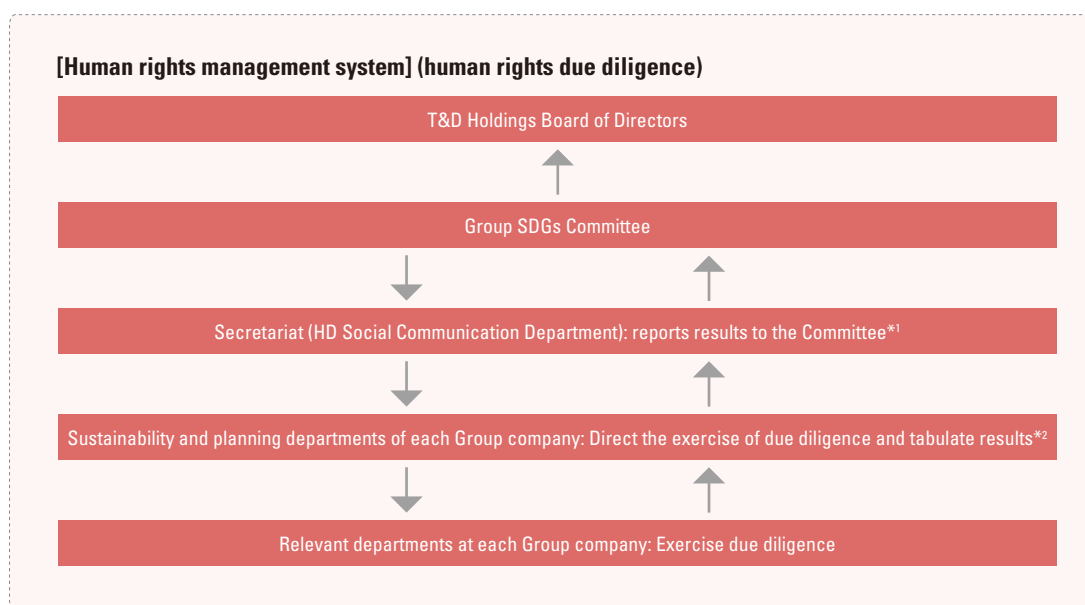 [Human rights management system] (human rights due diligence)
T&D Holdings Board of Directors
Group SDGs Committee
Secretariat (HD Social Communication Department): reports results to the Committee*1
Sustainability and planning departments of each Group company: Direct the exercise of due diligence and tabulate results*2
Relevant departments at each Group company: Exercise due diligence